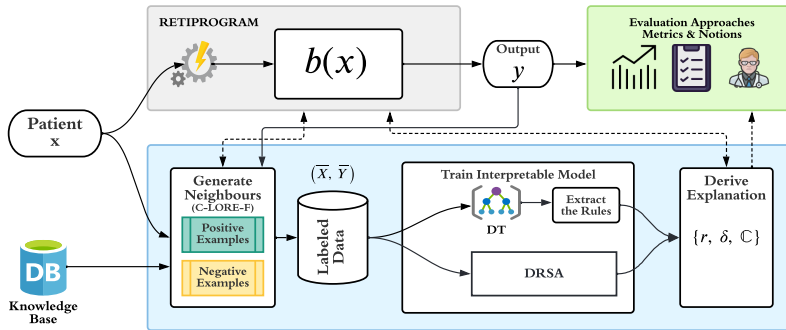 RETIPROGRAM
b(x)
Output
y
Evaluation Approaches
Metrics & Notions
Patient
x
Generate
Neighbours
(C-LORE-F)
Positive
Examples
Negative
Examples
(X̅, Y̅)
Labeled
Data
Train Interpretable Model
DT
Extract
the Rules
DRSA
Derive
Explanation
{r, δ, ℂ}
DB
Knowledge
Base